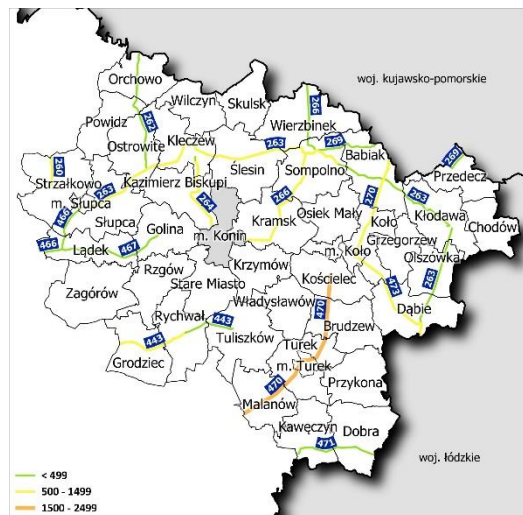 Orchowo
woj. kujawsko-pomorskie
Wilczyn
Skulsk
266
Powidz
262
Wierzbinek
Ostrowite
Kleczew
263
269
Babiak
269
260
Ślesin
Sompolno
Przedecz
Strzałkowo
263
Kazimierz Biskupi
266
270
263
m. Słupca
264
Osiek Mały
Koło
Kłodawa
Chodów
466
Słupca
Golina
Kramsk
Grzegorzew
466
Lądek
467
m. Konin
m. Koło
Olszówka
Rzgów
Krzymów
Kościelec
263
473
Zagórów
Stare Miasto
Dąbie
Władysławów
470
Rychwał
443
Brudzew
443
Tuliszków
Turek
Grodziec
m. Turek
470
Przykona
Malanów
Kawęczyn
Dobra
471
woj. łódzkie
< 499
500 - 1499
1500 - 2499